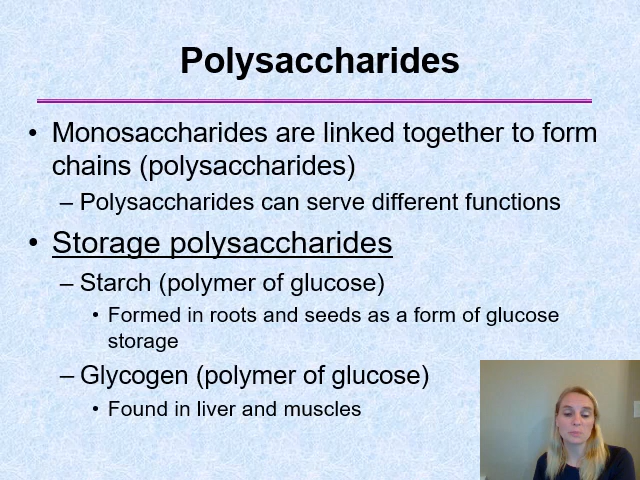 Polysaccharides
• Monosaccharides are linked together to form
chains (polysaccharides)
– Polysaccharides can serve different functions
• Storage polysaccharides
– Starch (polymer of glucose)
• Formed in roots and seeds as a form of glucose
storage
– Glycogen (polymer of glucose)
• Found in liver and muscles